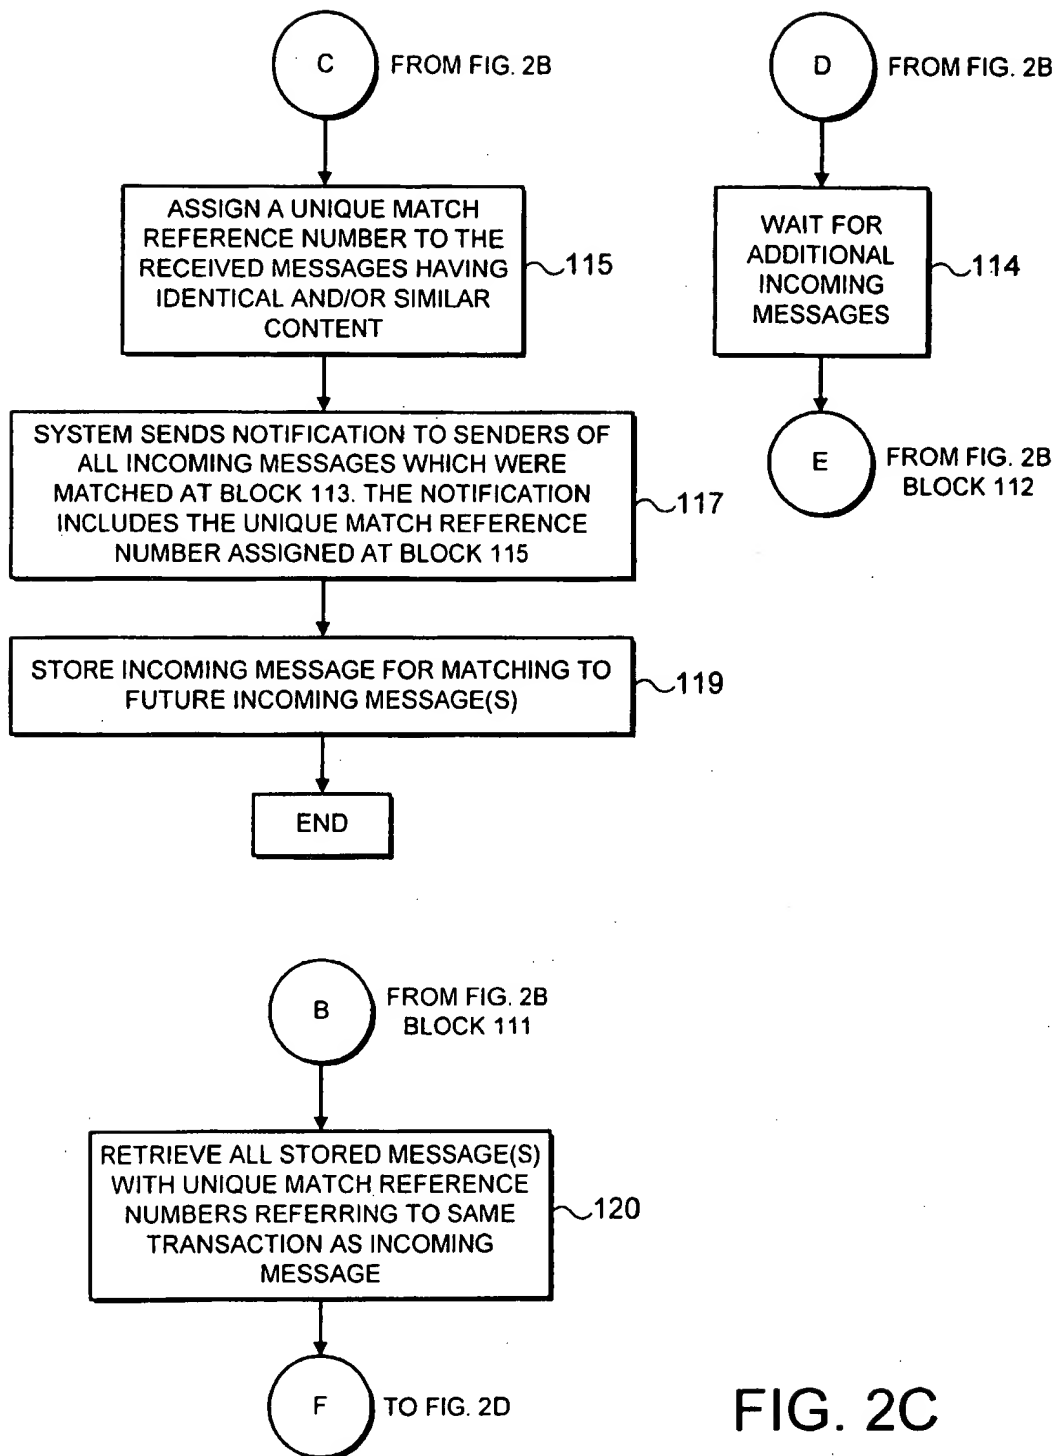 C
FROM FIG. 2B
ASSIGN A UNIQUE MATCH
REFERENCE NUMBER TO THE
RECEIVED MESSAGES HAVING
IDENTICAL AND/OR SIMILAR
CONTENT
115
SYSTEM SENDS NOTIFICATION TO SENDERS OF
ALL INCOMING MESSAGES WHICH WERE
MATCHED AT BLOCK 113. THE NOTIFICATION
INCLUDES THE UNIQUE MATCH REFERENCE
NUMBER ASSIGNED AT BLOCK 115
117
STORE INCOMING MESSAGE FOR MATCHING TO
FUTURE INCOMING MESSAGE(S)
119
END
D
FROM FIG. 2B
WAIT FOR
ADDITIONAL
INCOMING
MESSAGES
114
E
FROM FIG. 2B
BLOCK 112
B
FROM FIG. 2B
BLOCK 111
RETRIEVE ALL STORED MESSAGE(S)
WITH UNIQUE MATCH REFERENCE
NUMBERS REFERRING TO SAME
TRANSACTION AS INCOMING
MESSAGE
120
F
TO FIG. 2D
FIG. 2C